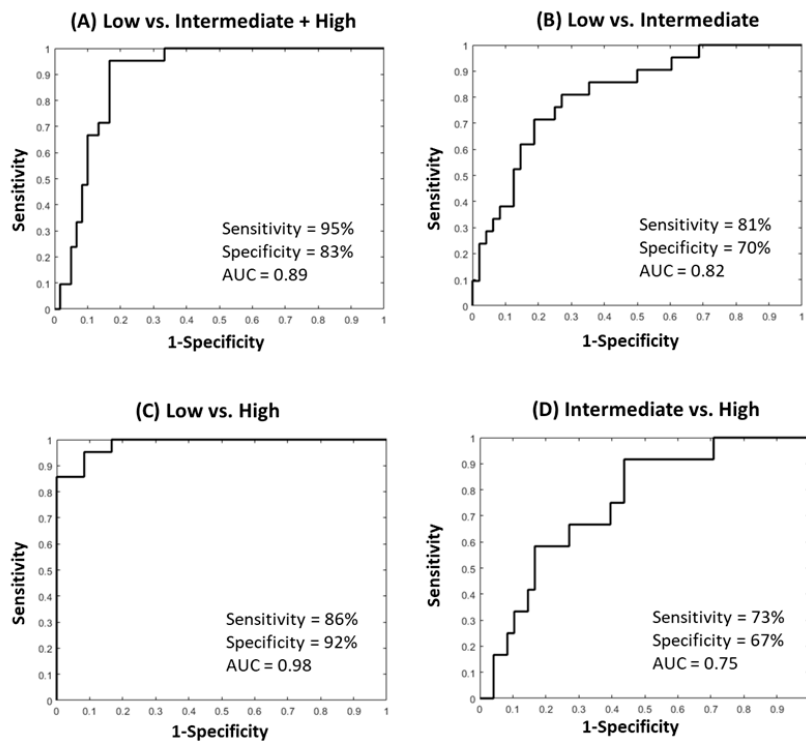 (A) Low vs. Intermediate + High
1
0.9
0.8
0.7
0.6
0.5
0.4
0.3
0.2
0.1
0
Sensitivity
Sensitivity = 95%
Specificity = 83%
AUC = 0.89
0 0.1 0.2 0.3 0.4 0.5 0.6 0.7 0.8 0.9 1
1-Specificity
(B) Low vs. Intermediate
1
0.9
0.8
0.7
0.6
0.5
0.4
0.3
0.2
0.1
0
Sensitivity
Sensitivity = 81%
Specificity = 70%
AUC = 0.82
0 0.1 0.2 0.3 0.4 0.5 0.6 0.7 0.8 0.9 1
1-Specificity
(C) Low vs. High
1
0.9
0.8
0.7
0.6
0.5
0.4
0.3
0.2
0.1
0
Sensitivity
Sensitivity = 86%
Specificity = 92%
AUC = 0.98
0 0.1 0.2 0.3 0.4 0.5 0.6 0.7 0.8 0.9 1
1-Specificity
(D) Intermediate vs. High
1
0.9
0.8
0.7
0.6
0.5
0.4
0.3
0.2
0.1
0
Sensitivity
Sensitivity = 73%
Specificity = 67%
AUC = 0.75
0 0.1 0.2 0.3 0.4 0.5 0.6 0.7 0.8 0.9 1
1-Specificity